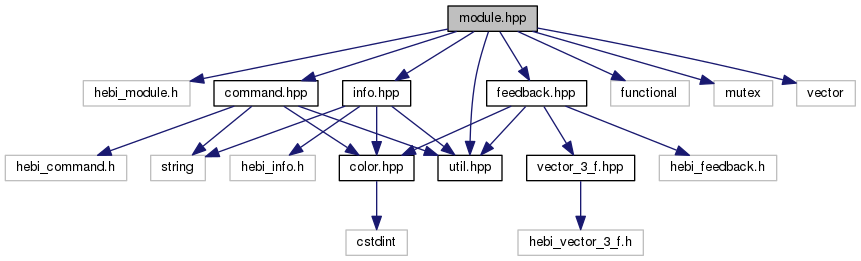 module.hpp
hebi_module.h
command.hpp
info.hpp
feedback.hpp
functional
mutex
vector
hebi_command.h
string
hebi_info.h
color.hpp
util.hpp
vector_3_f.hpp
hebi_feedback.h
cstdint
hebi_vector_3_f.h